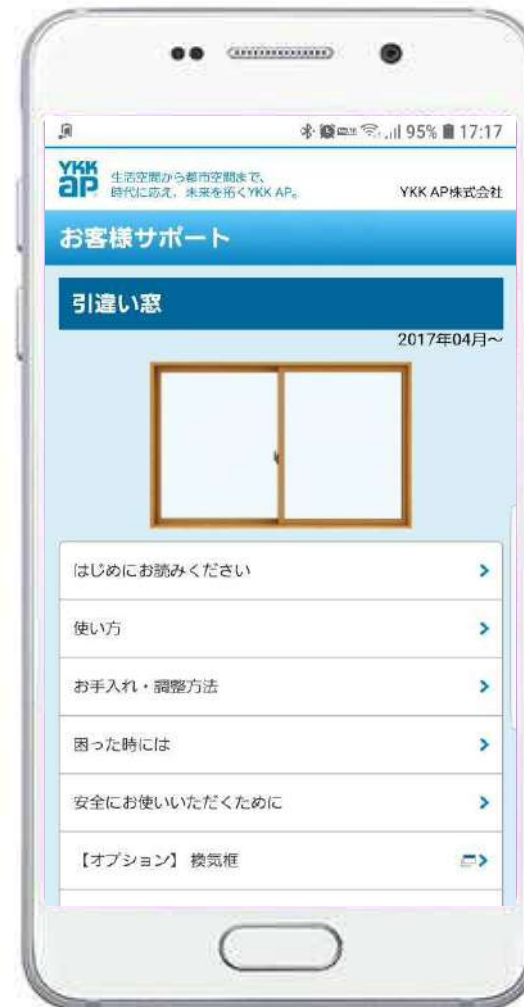 95% 17:17
YKK
ap
生活空間から都市空間まで、
時代に応え、未来を拓くYKK AP。
YKK AP株式会社
お客様サポート
引違い窓
2017年04月～
はじめにお読みください
使い方
お手入れ・調整方法
困った時には
安全にお使いいただくために
【オプション】 換気框